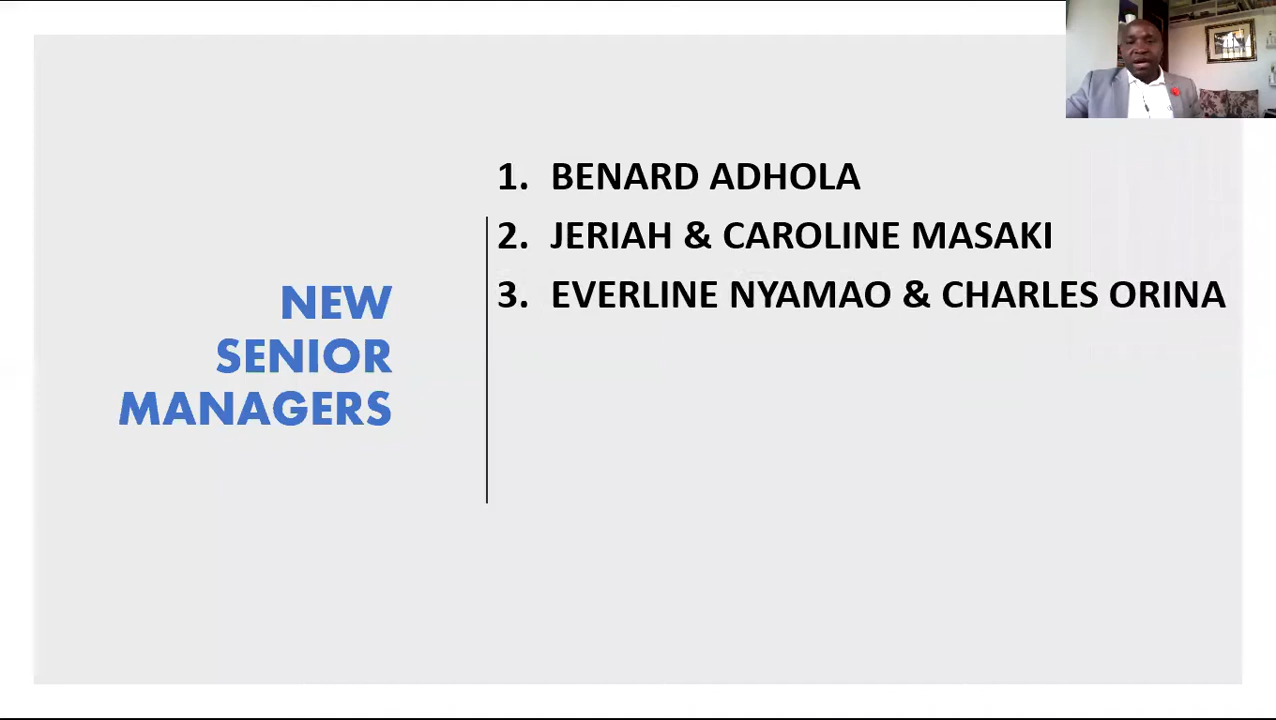 NEW
SENIOR
MANAGERS
1. BENARD ADHOLA
2. JERIAH & CAROLINE MASAKI
3. EVERLINE NYAMAO & CHARLES ORINA